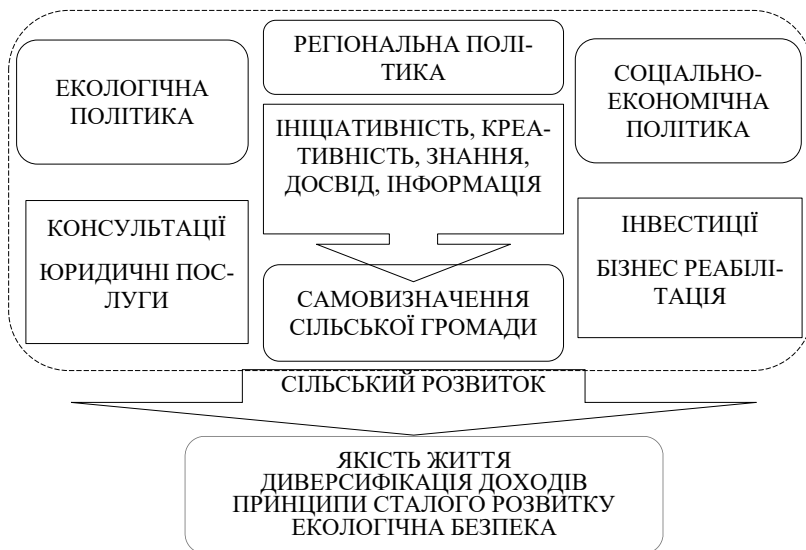 ЕКОЛОГІЧНА
ПОЛІТИКА
РЕГІОНАЛЬНА ПОЛІ-
ТИКА
СОЦІАЛЬНО-
ЕКОНОМІЧНА
ПОЛІТИКА
ІНІЦІАТИВНІСТЬ, КРЕА-
ТИВНІСТЬ, ЗНАННЯ,
ДОСВІД, ІНФОРМАЦІЯ
КОНСУЛЬТАЦІЇ
ЮРИДИЧНІ ПОС-
ЛУГИ
ІНВЕСТИЦІЇ
БІЗНЕС РЕАБІЛІ-
ТАЦІЯ
САМОВИЗНАЧЕННЯ
СІЛЬСЬКОЇ ГРОМАДИ
СІЛЬСЬКИЙ РОЗВИТОК
ЯКІСТЬ ЖИТТЯ
ДИВЕРСИФІКАЦІЯ ДОХОДІВ
ПРИНЦИПИ СТАЛОГО РОЗВИТКУ
ЕКОЛОГІЧНА БЕЗПЕКА